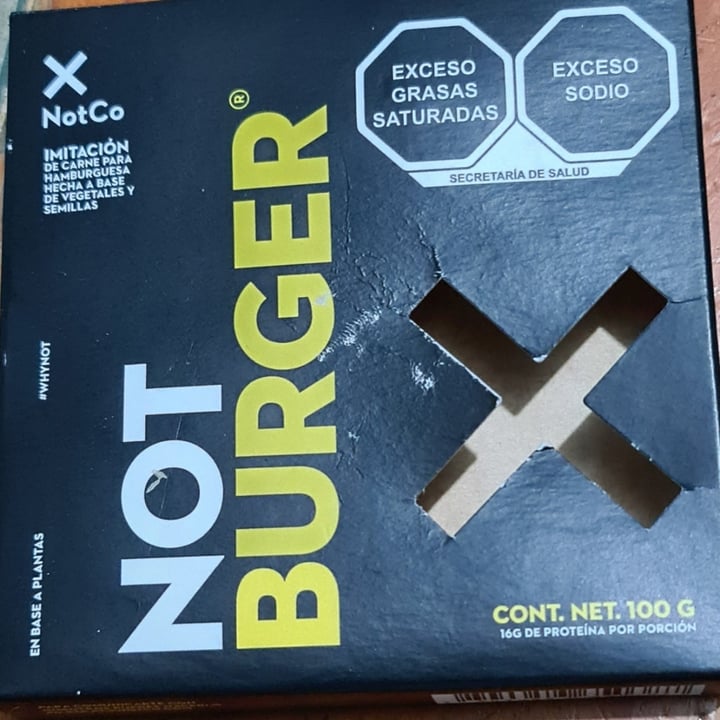 NotCo
IMITACIÓN
DE CARNE PARA
HAMBURGUESA
HECHA A BASE
DE VEGETALES Y
SEMILLAS
EXCESO
GRASAS
SATURADAS
EXCESO
SODIO
SECRETARÍA DE SALUD
#WHYNOT
EN BASE A PLANTAS
NOT
BURGER®
CONT. NET. 100 G
16G DE PROTEÍNA POR PORCIÓN